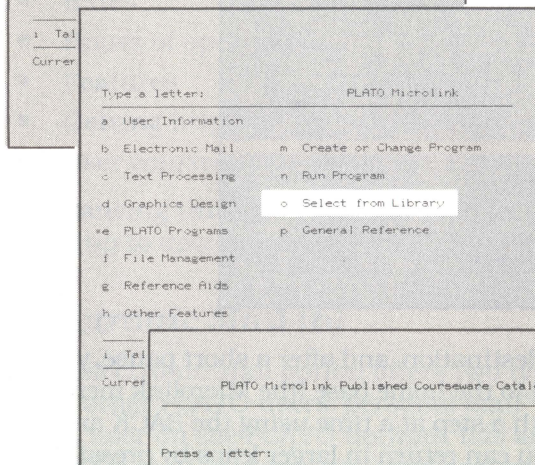 Tal
Curren
Type a letter: PLATO Microlink
a User Information
b Electronic Mail m Create or Change Program
c Text Processing n Run Program
d Graphics Design o Select from Library
*e PLATO Programs p General Reference
f File Management
g Reference Aids
h Other Features
Tal
Curren
PLATO Microlink Published Courseware Catal
Press a letter: